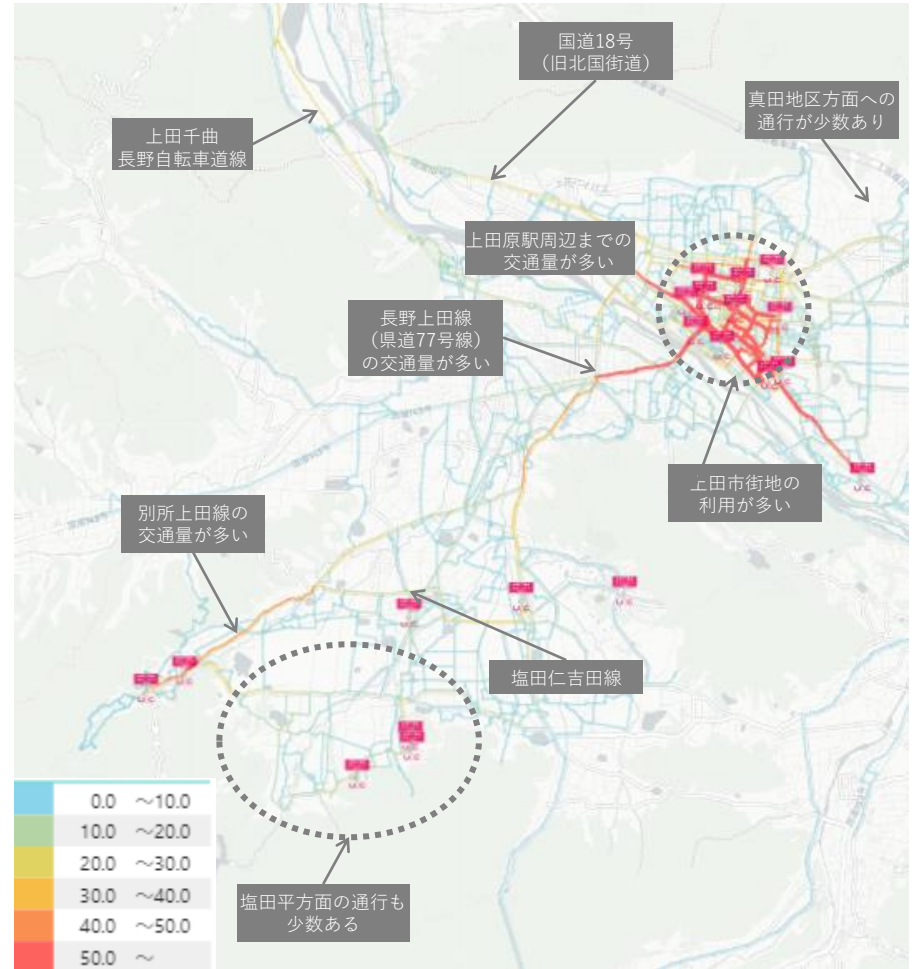 国道18号
（旧北国街道）
真田地区方面への
通行が少数あり
上田千曲
長野自転車道線
上田原駅周辺までの
交通量が多い
長野上田線
（県道77号線）
の交通量が多い
上田市街地の
利用が多い
別所上田線の
交通量が多い
塩田仁吉田線
0.0 ～10.0
10.0 ～20.0
20.0 ～30.0
30.0 ～40.0
40.0 ～50.0
50.0 ～
塩田平方面の通行も
少数ある